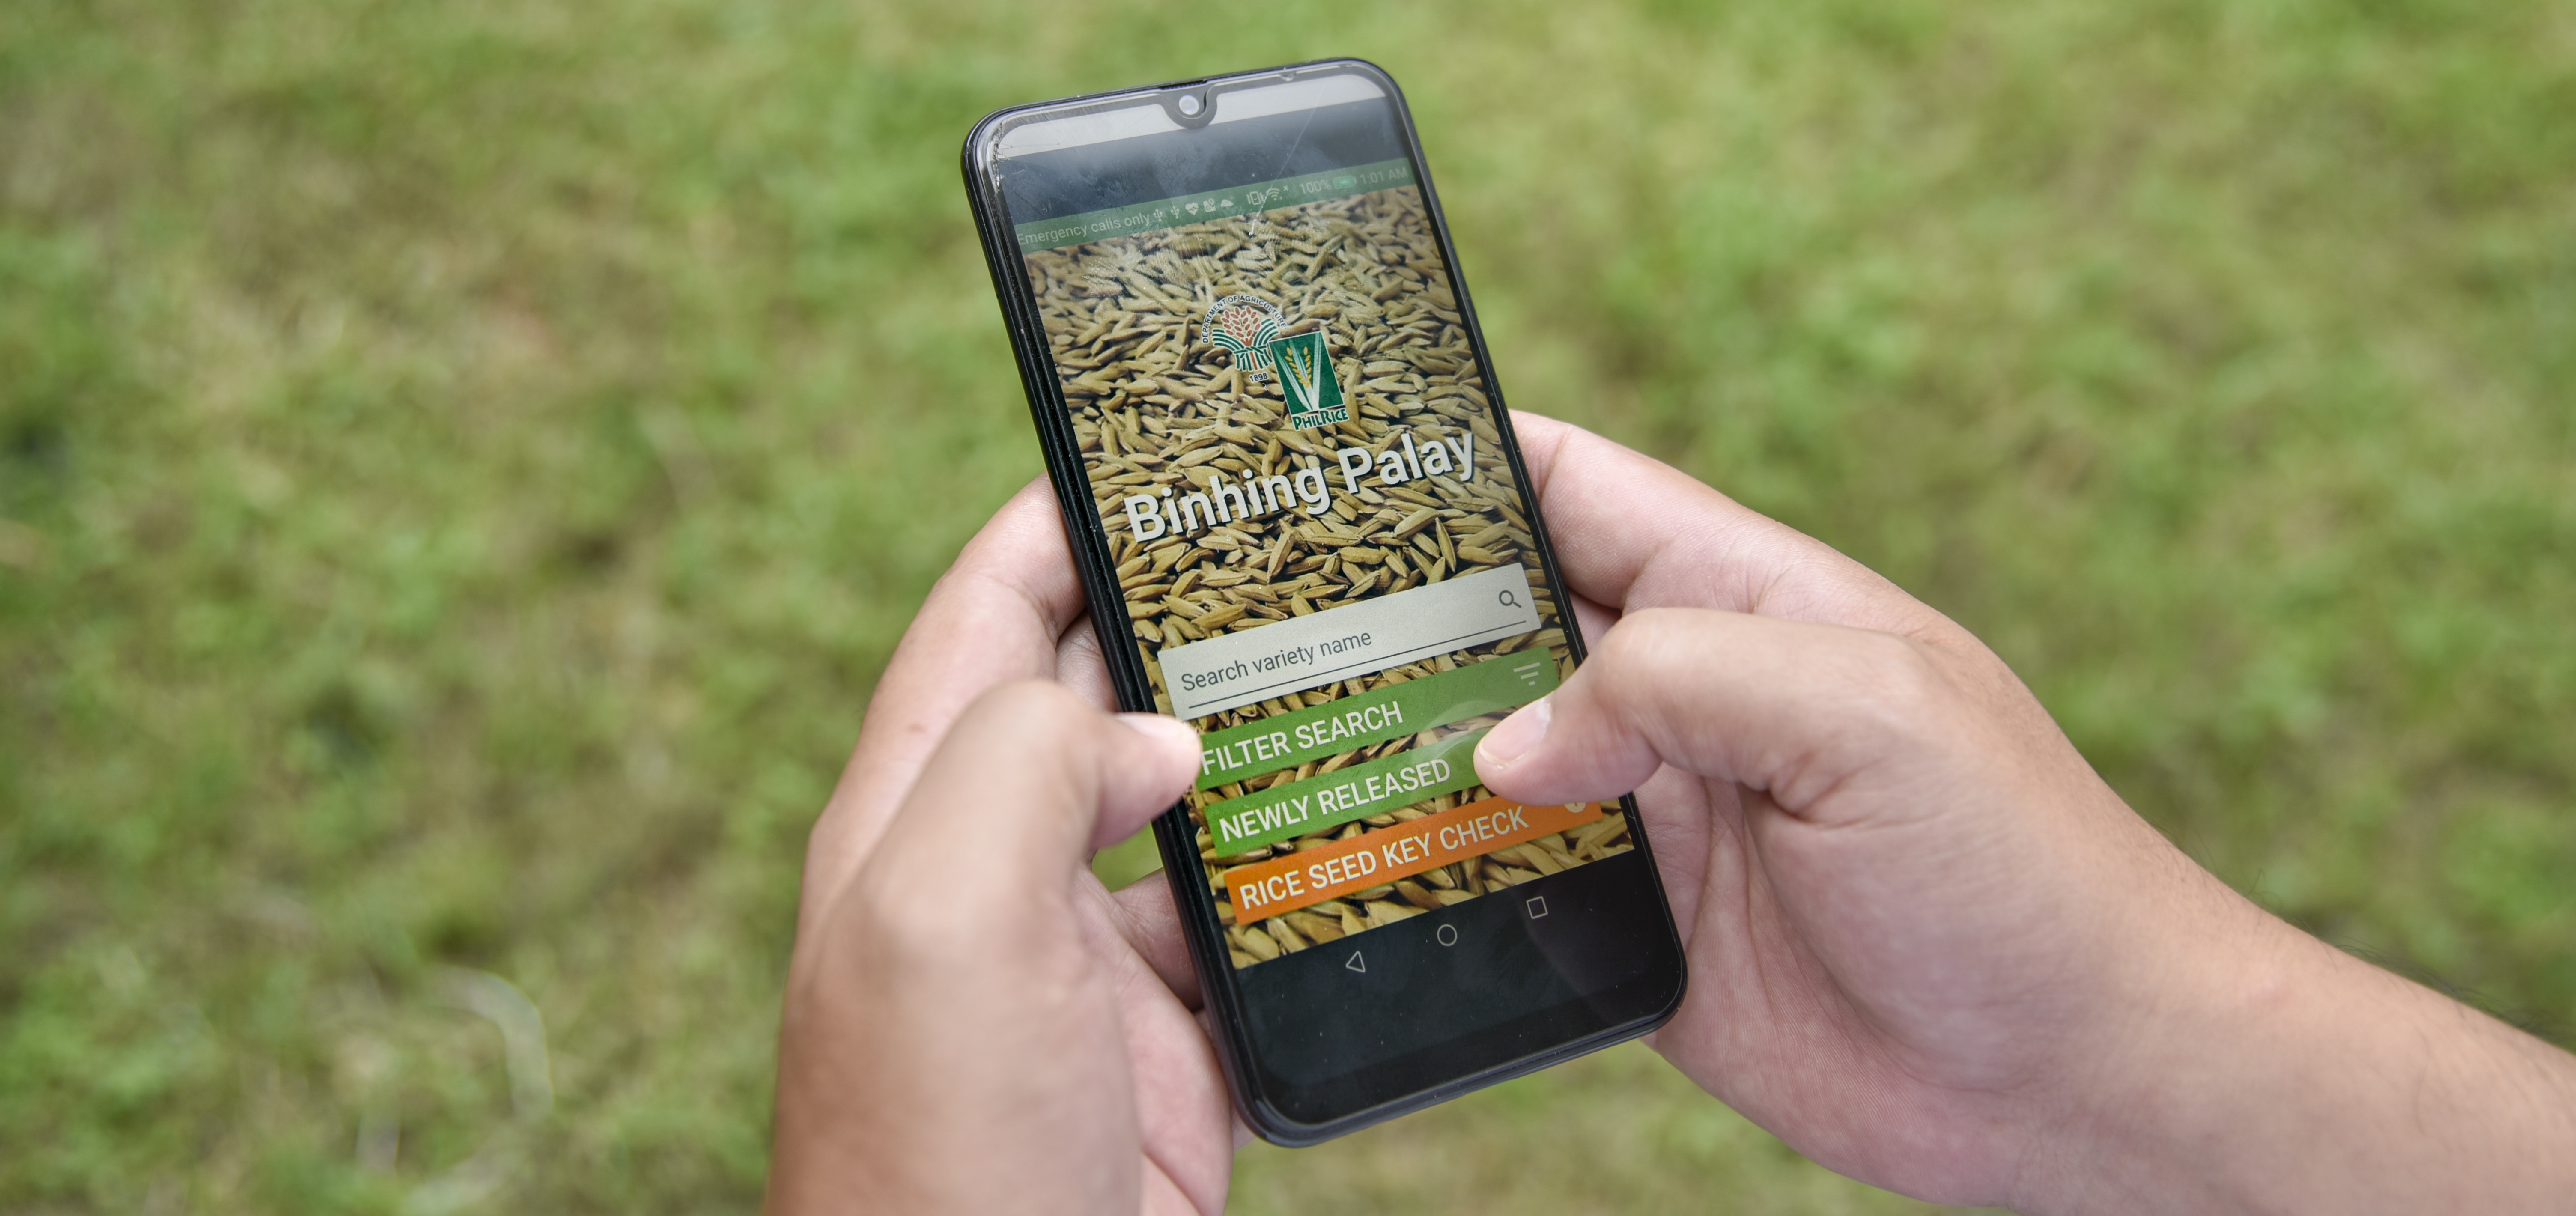 Emergency calls only
100%
1:01 AM
DEPARTMENT OF AGRICULTURE
1898
PHILRICE
Binhing Palay
Search variety name
FILTER SEARCH
NEWLY RELEASED
RICE SEED KEY CHECK